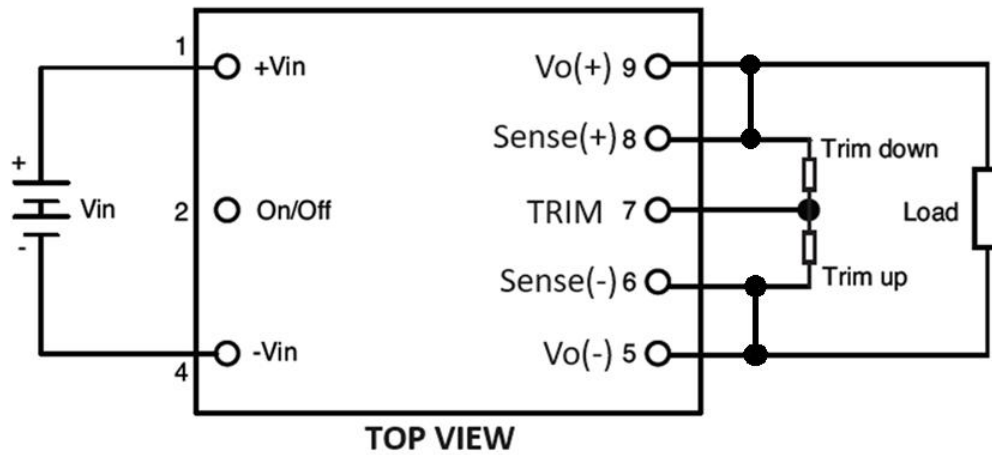 1
+Vin
Vo(+) 9
Sense(+) 8
Trim down
+
Vin
-
2
On/Off
TRIM 7
Load
Sense(-) 6
Trim up
-Vin
Vo(-) 5
4
TOP VIEW